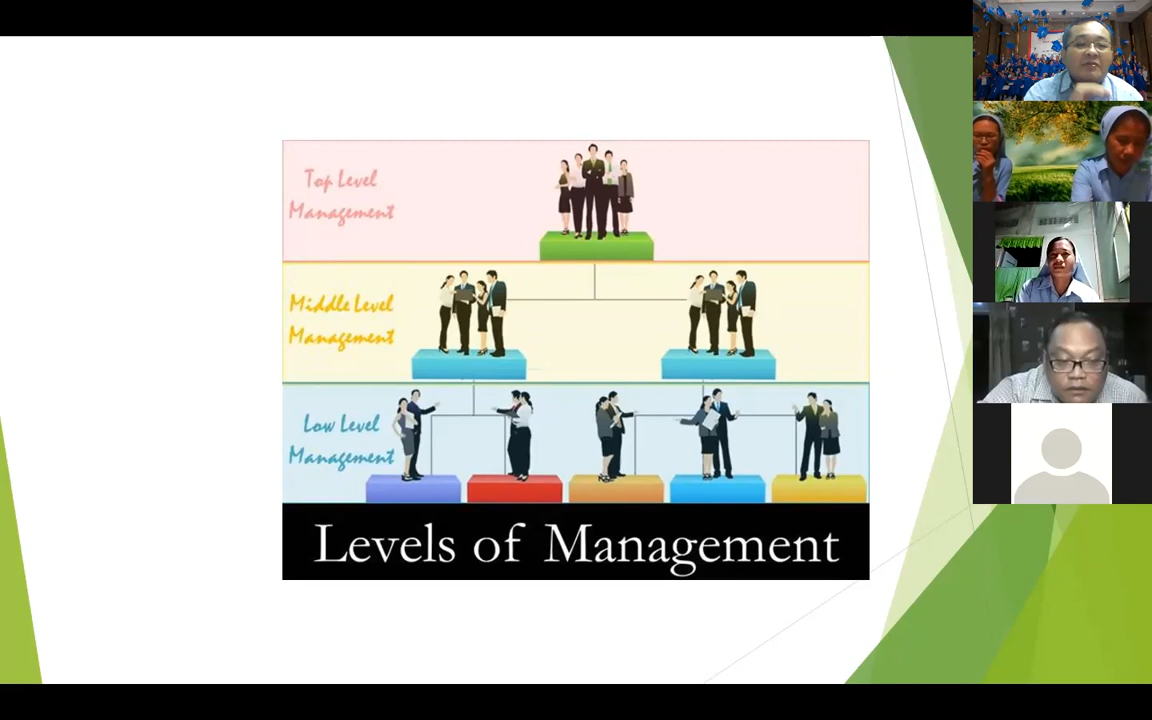 Top Level
Management
Middle Level
Management
Low Level
Management
Levels of Management